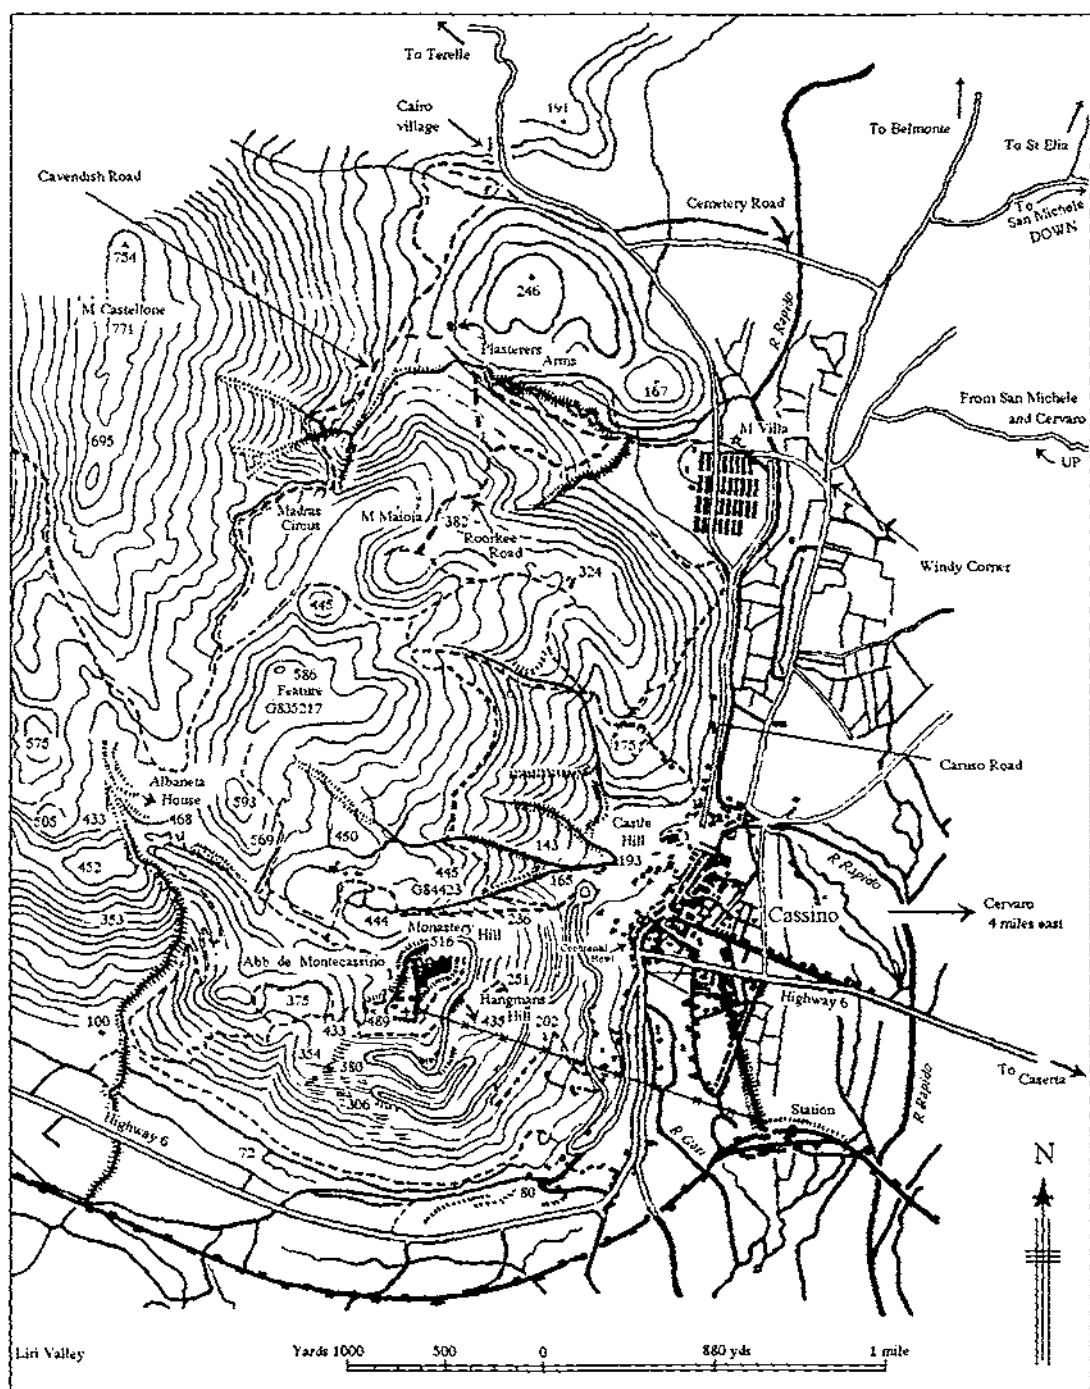 To Terelle
Cairo
village
191
To Belmonte
To St Elia
Cavendish Road
Cemetery Road
To
San Michele
DOWN
754
246
M Castellone
771
R Rapido
Plasterers
Arms
167
From San Michele
and Cervaro
UP
M Villa
695
Madras
Circus
M Maiola
382
Roorkee
Road
Windy Corner
324
445
586
Feature
G835217
575
175
Caruso Road
Albaneta
House
593
505
433
468
569
450
Castle
Hill
193
143
452
445
G84423
165
R Rapido
353
444
236
Cassino
Cervaro
4 miles east
Monastery
Hill
516
Continental
Hotel
Abb de Montecassino
251
375
Hangmans
Hill
Highway 6
100
433
489
435
202
354
380
To Caserta
306
Station
R Rapido
Highway 6
72
R Gari
N
80
Liri Valley
Yards 1000
500
0
880 yds
1 mile